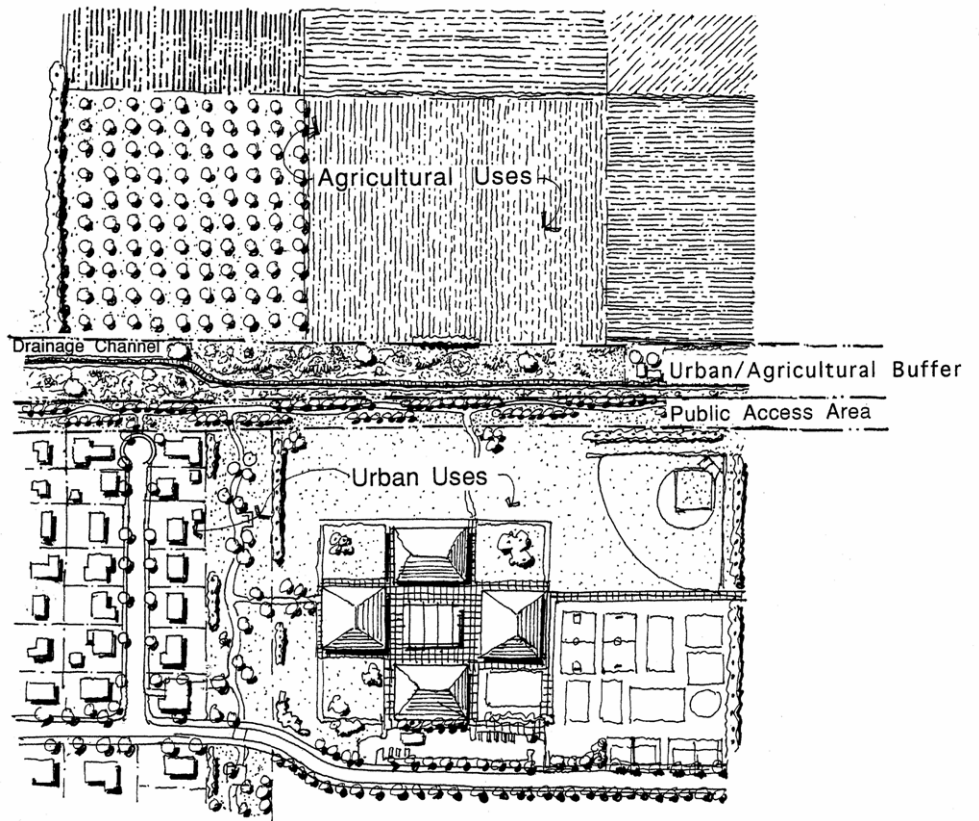 Agricultural Uses
Drainage Channel
Urban/Agricultural Buffer
Public Access Area
Urban Uses